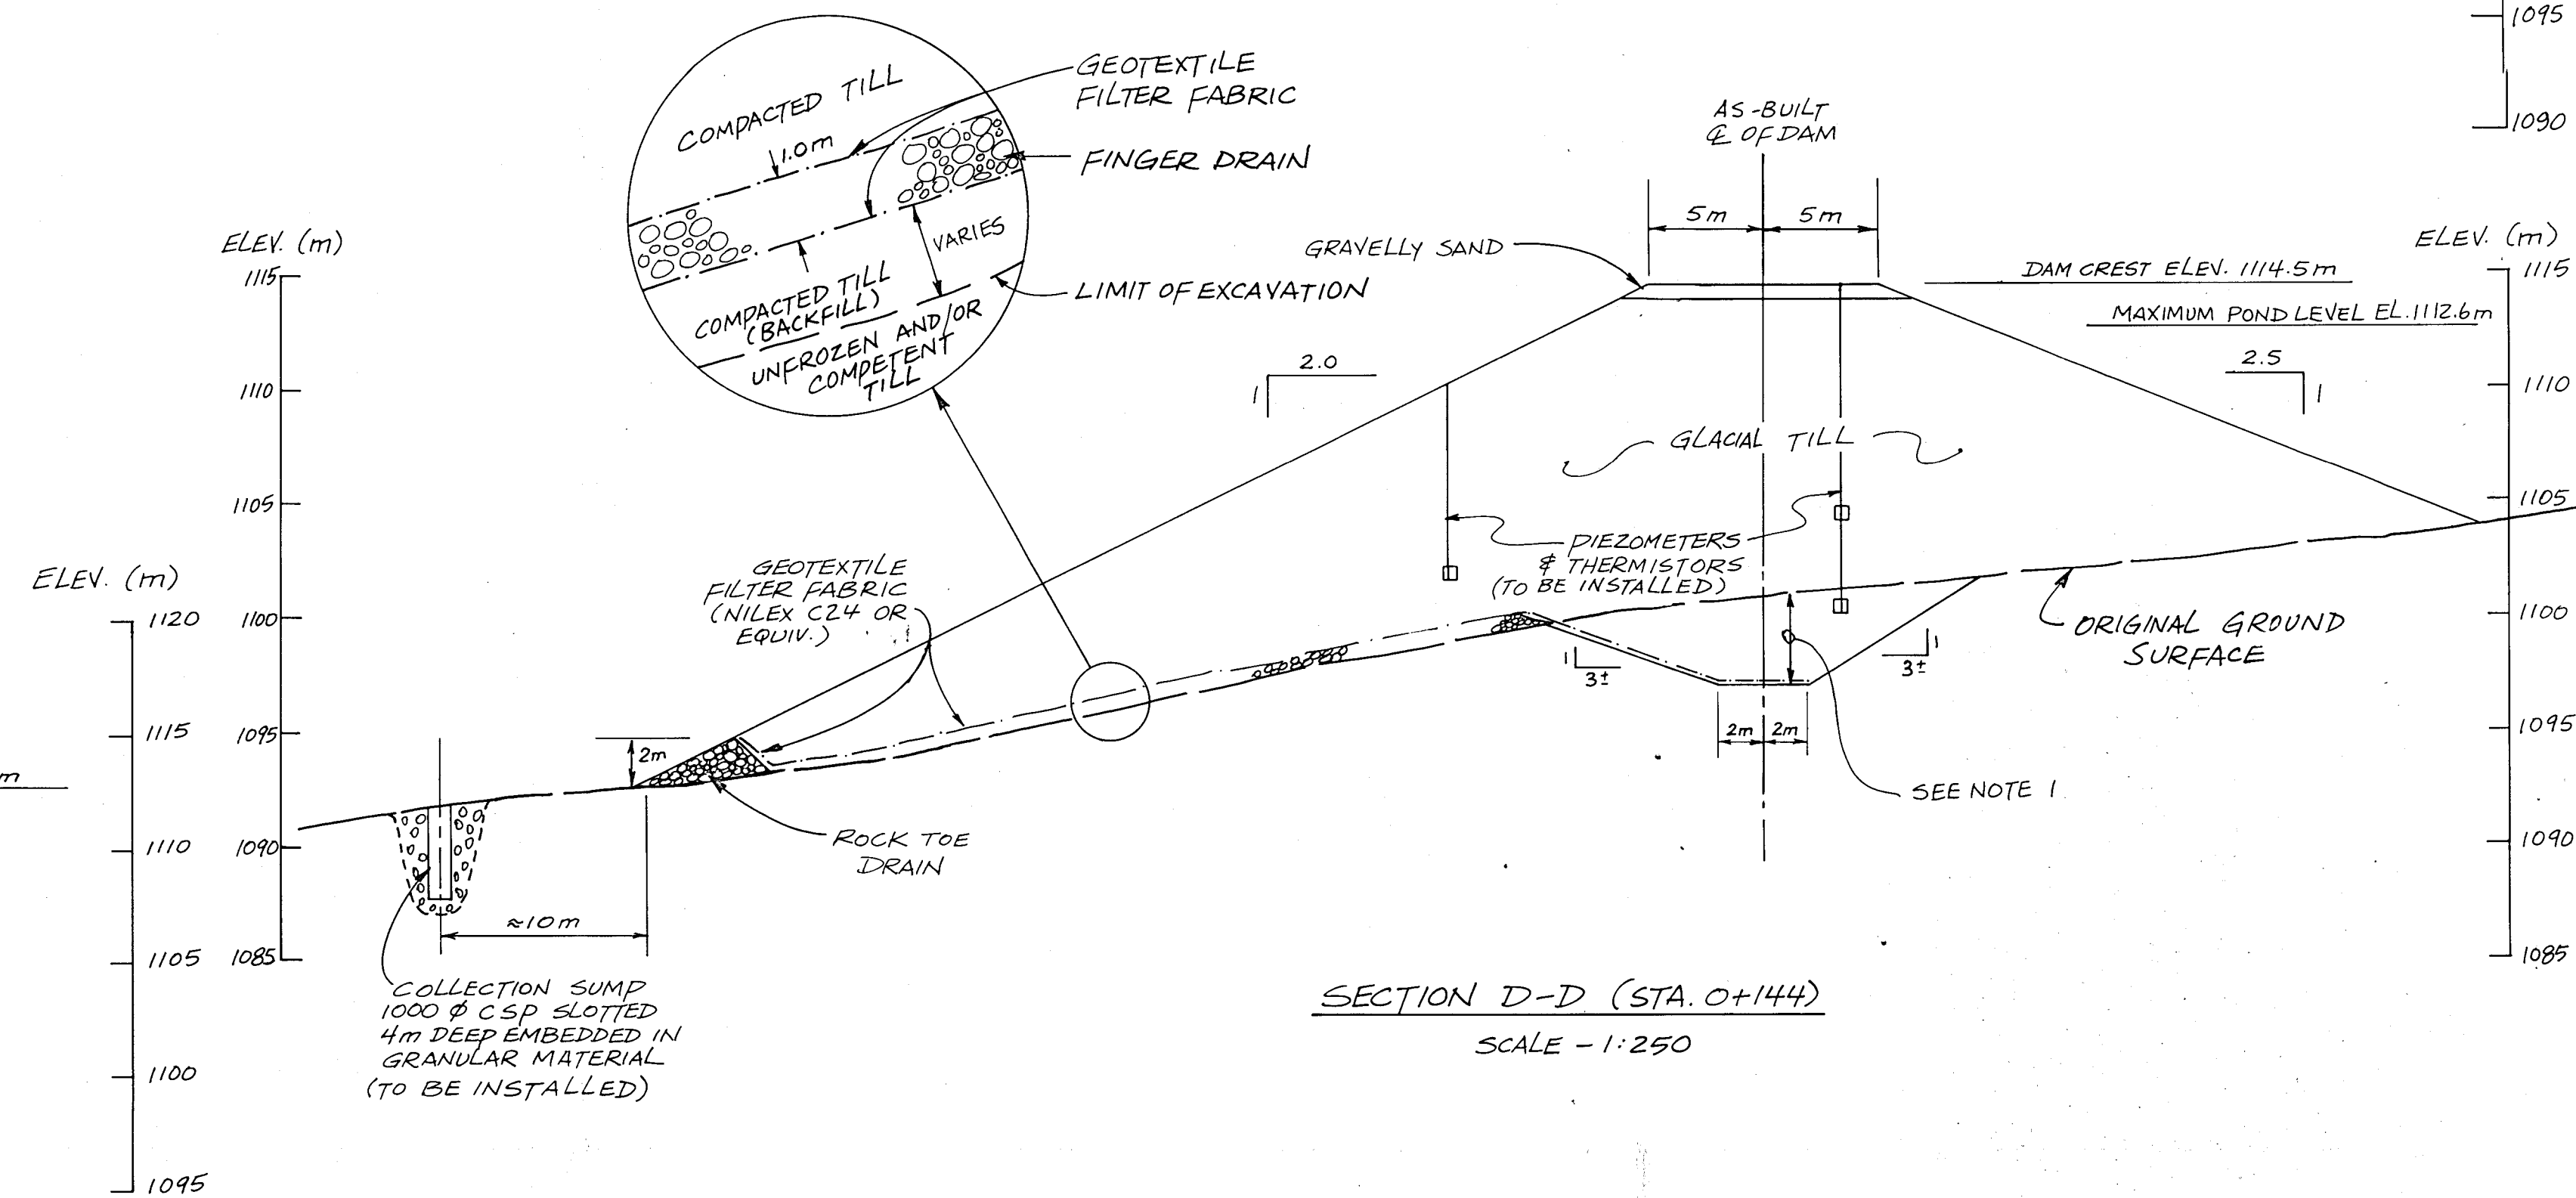 COMPACTED TILL
1.0m
GEOTEXTILE
FILTER FABRIC
FINGER DRAIN
VARIES
LIMIT OF EXCAVATION
COMPACTED TILL
(BACKFILL)
UNFROZEN AND/OR
COMPETENT
TILL
AS-BUILT
℄ OF DAM
5m
5m
GRAVELLY SAND
DAM CREST ELEV. 1114.5m
MAXIMUM POND LEVEL EL. 1112.6m
1
2.0
2.5
1
GLACIAL TILL
PIEZOMETERS
& THERMISTORS
(TO BE INSTALLED)
GEOTEXTILE
FILTER FABRIC
(NILEX C24 OR
EQUIV.)
ORIGINAL GROUND
SURFACE
1
3±
1
3±
2m
2m
SEE NOTE 1
2m
ROCK TOE
DRAIN
≈10m
COLLECTION SUMP
1000 Ø CSP SLOTTED
4m DEEP EMBEDDED IN
GRANULAR MATERIAL
(TO BE INSTALLED)
SECTION D-D (STA. 0+144)
SCALE - 1:250
ELEV. (m)
1115
1110
1105
1100
1095
1090
1085
ELEV. (m)
1120
1115
1110
1105
1100
1095
m
1095
1090
ELEV. (m)
1115
1110
1105
1100
1095
1090
1085